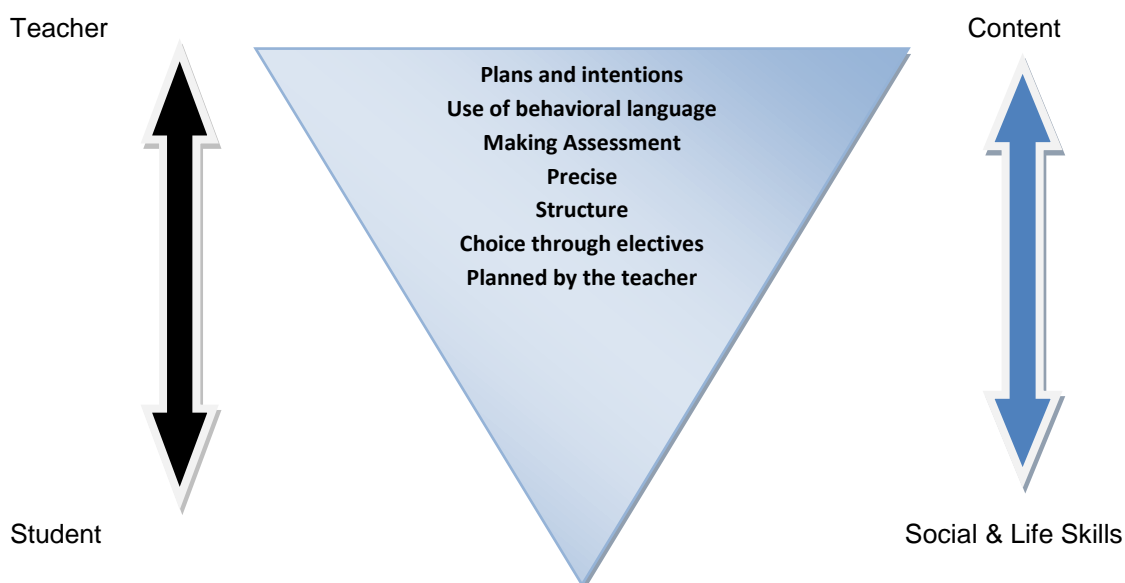 Teacher
Content
Plans and intentions
Use of behavioral language
Making Assessment
Precise
Structure
Choice through electives
Planned by the teacher
Student
Social & Life Skills